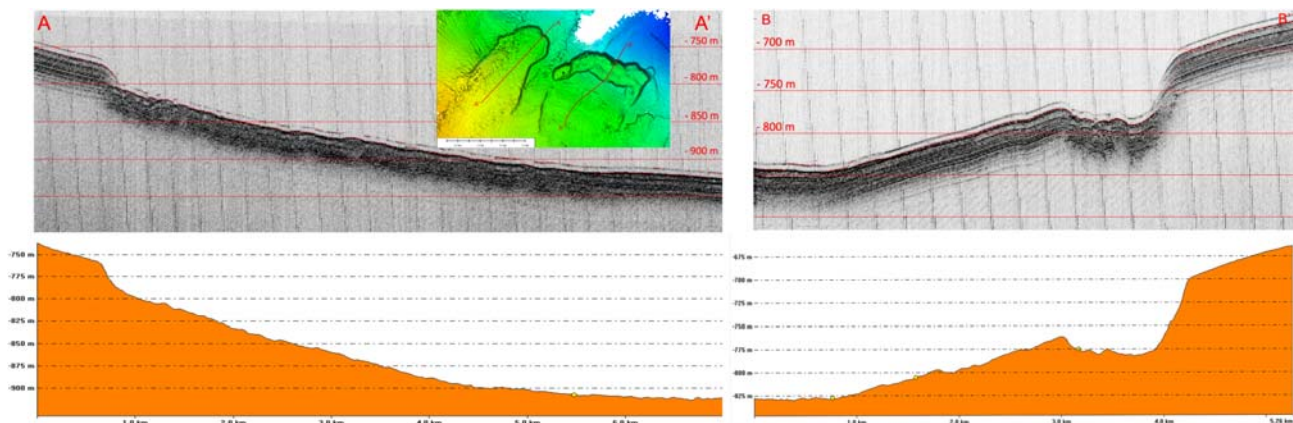 A
A'
- 750 m
- 800 m
- 850 m
- 900 m
B
B'
- 700 m
- 750 m
- 800 m
-750 m
-775 m
-800 m
-825 m
-850 m
-875 m
-900 m
1.0 km
2.0 km
3.0 km
4.0 km
5.0 km
6.0 km
-675 m
-700 m
-725 m
-750 m
-775 m
-800 m
-825 m
1.0 km
2.0 km
3.0 km
4.0 km